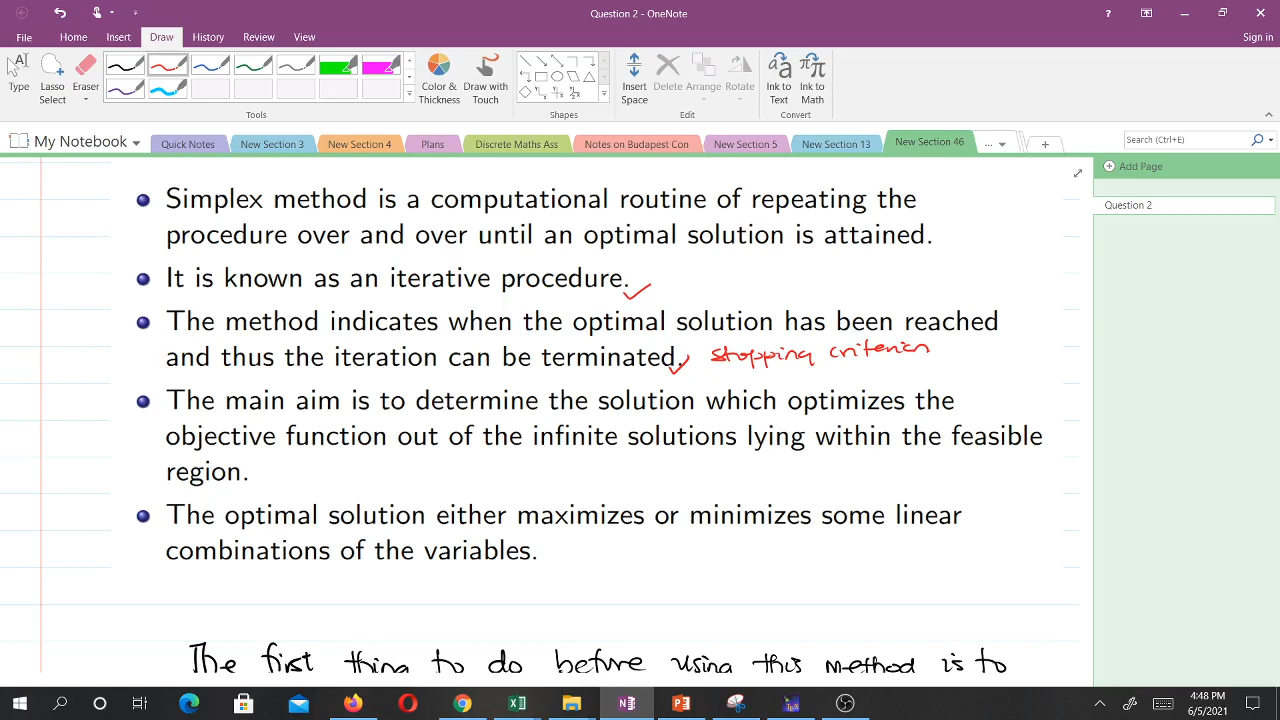 Question 2 - OneNote
File Home Insert Draw History Review View
Sign in
Type
Lasso Select
Eraser
Color & Thickness
Draw with Touch
Insert Space
Delete
Arrange
Rotate
Ink to Text
Ink to Math
Tools
Shapes
Edit
Convert
My Notebook
Quick Notes
New Section 3
New Section 4
Plans
Discrete Maths Ass
Notes on Budapest Con
New Section 5
New Section 13
New Section 46
...
Search (Ctrl+E)
Add Page
Question 2
Simplex method is a computational routine of repeating the
procedure over and over until an optimal solution is attained.
It is known as an iterative procedure.
The method indicates when the optimal solution has been reached
and thus the iteration can be terminated. stopping criterion
The main aim is to determine the solution which optimizes the
objective function out of the infinite solutions lying within the feasible
region.
The optimal solution either maximizes or minimizes some linear
combinations of the variables.
The first thing to do before using this method is to
4:48 PM
6/5/2021